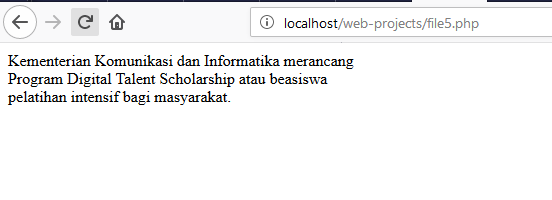 localhost/web-projects/file5.php
Kementerian Komunikasi dan Informatika merancang
Program Digital Talent Scholarship atau beasiswa
pelatihan intensif bagi masyarakat.